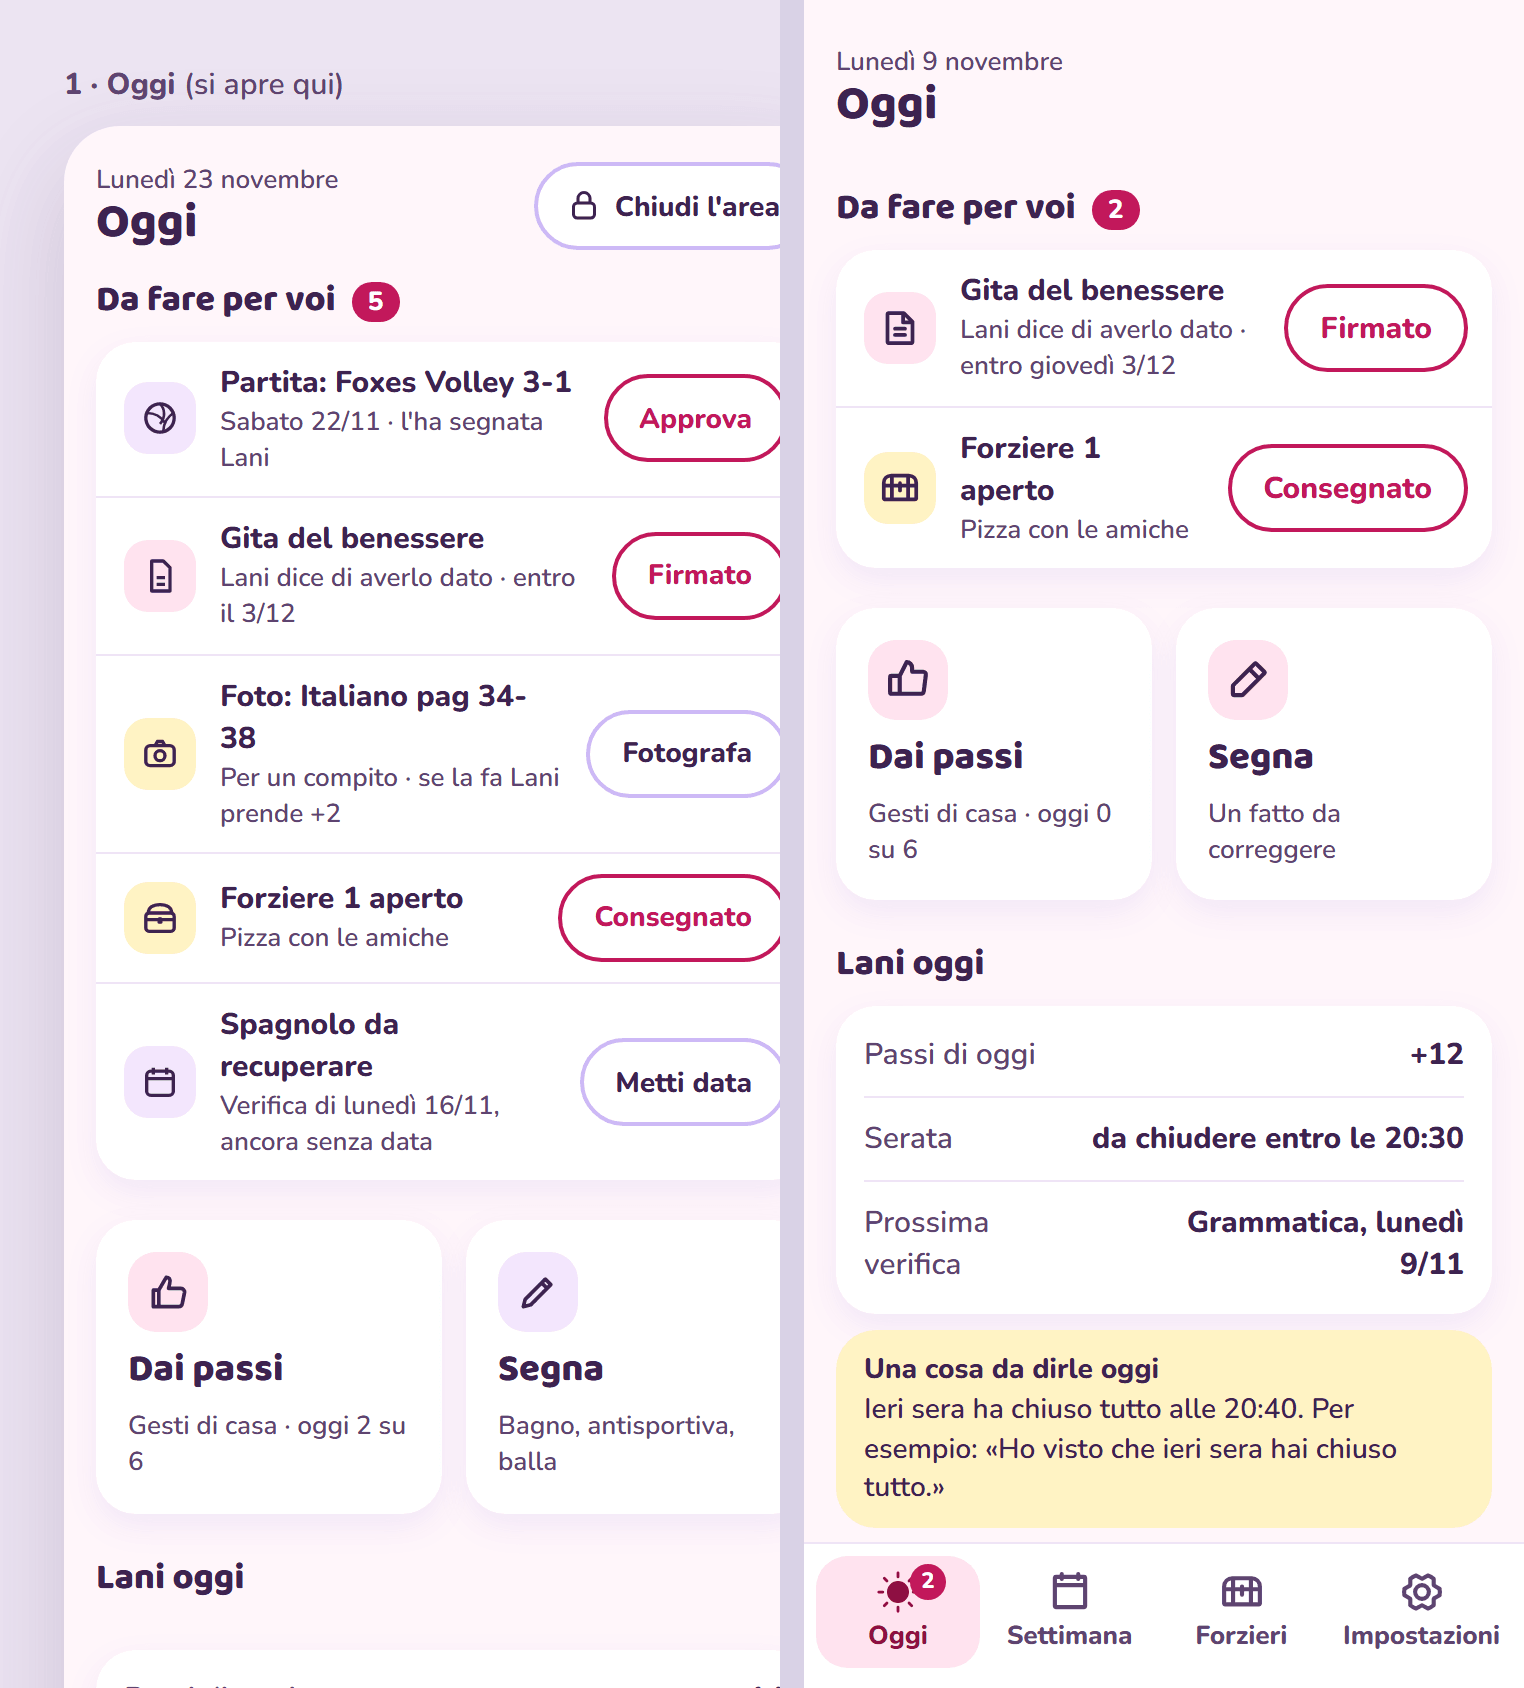 1 · Oggi (si apre qui)
Lunedì 23 novembre
Oggi
Chiudi l'area
Da fare per voi 5
Partita: Foxes Volley 3-1
Sabato 22/11 · l'ha segnata
Lani
Approva
Gita del benessere
Lani dice di averlo dato · entro
il 3/12
Firmato
Foto: Italiano pag 34-
38
Per un compito · se la fa Lani
prende +2
Fotografa
Forziere 1 aperto
Pizza con le amiche
Consegnato
Spagnolo da
recuperare
Verifica di lunedì 16/11,
ancora senza data
Metti data
Dai passi
Gesti di casa · oggi 2 su
6
Segna
Bagno, antisportiva,
balla
Lani oggi
Lunedì 9 novembre
Oggi
Da fare per voi 2
Gita del benessere
Lani dice di averlo dato ·
entro giovedì 3/12
Firmato
Forziere 1
aperto
Pizza con le amiche
Consegnato
Dai passi
Gesti di casa · oggi 0
su 6
Segna
Un fatto da
correggere
Lani oggi
Passi di oggi +12
Serata da chiudere entro le 20:30
Prossima
verifica
Grammatica, lunedì
9/11
Una cosa da dirle oggi
Ieri sera ha chiuso tutto alle 20:40. Per
esempio: «Ho visto che ieri sera hai chiuso
tutto.»
2
Oggi
Settimana
Forzieri
Impostazioni